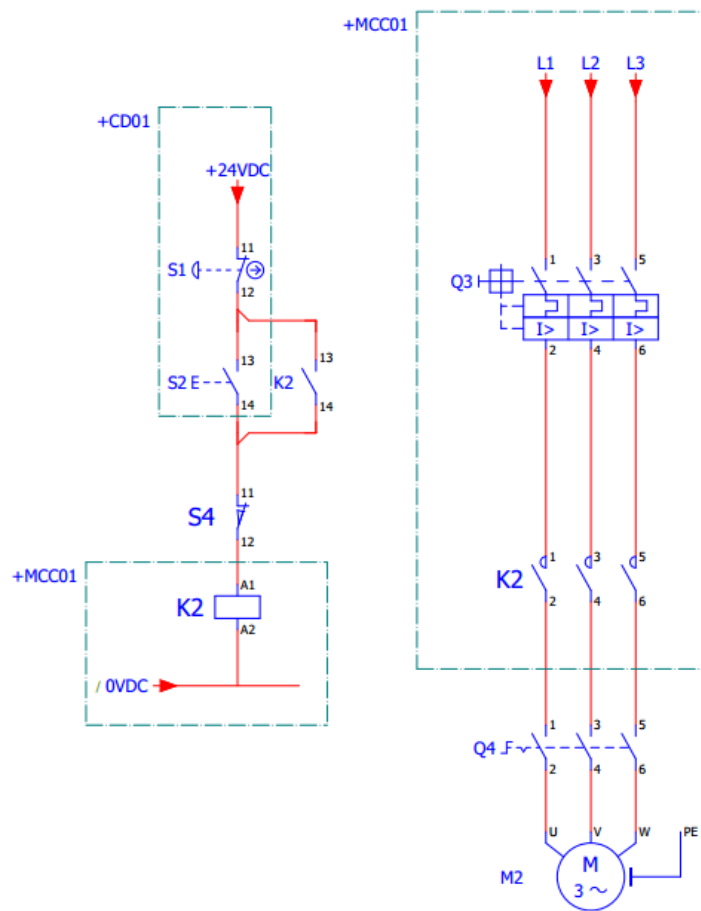 +MCC01
L1 L2 L3
+CD01
+24VDC
11
S1
12
1 3 5
Q3
I> I> I>
2 4 6
13
S2 E
14
13
K2
14
11
S4
12
+MCC01
A1
K2
A2
/ 0VDC
1 3 5
K2
2 4 6
1 3 5
Q4
2 4 6
U V W PE
M2
M
3 ~